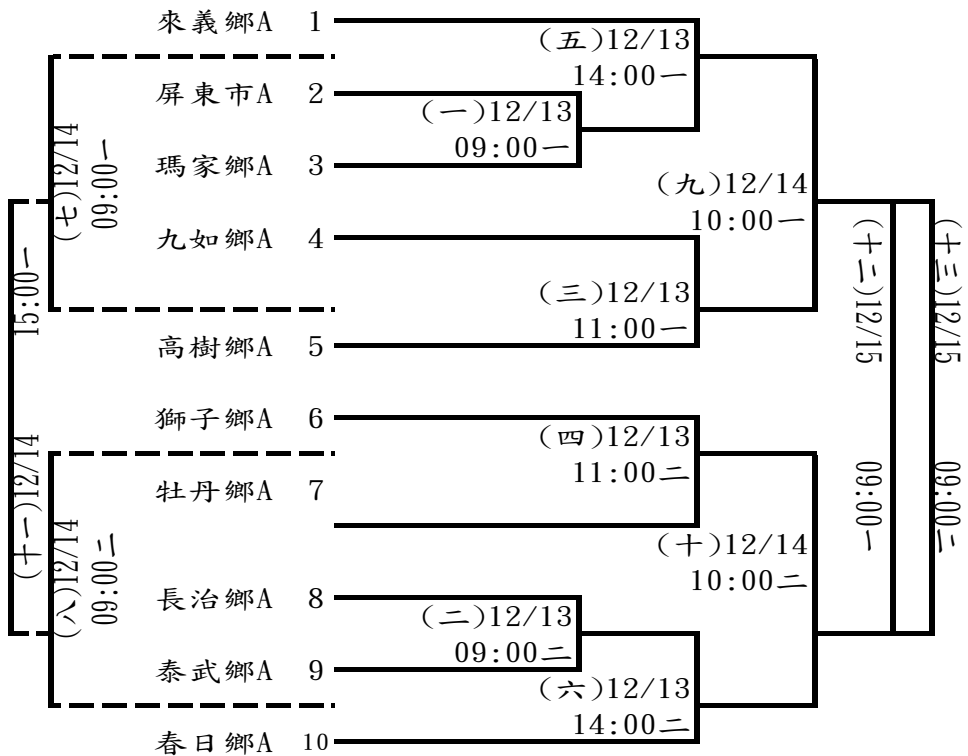 來義鄉A 1
(五)12/13
14:00一
屏東市A 2
(一)12/13
09:00一
瑪家鄉A 3
(七)12/14
09:00一
(九)12/14
10:00一
九如鄉A 4
(三)12/13
11:00一
高樹鄉A 5
(十一)12/14
15:00一
(十二)12/15
09:00一
(十三)12/15
09:00二
獅子鄉A 6
(四)12/13
11:00二
牡丹鄉A 7
(八)12/14
09:00二
(十)12/14
10:00二
長治鄉A 8
(二)12/13
09:00二
泰武鄉A 9
(六)12/13
14:00二
春日鄉A 10